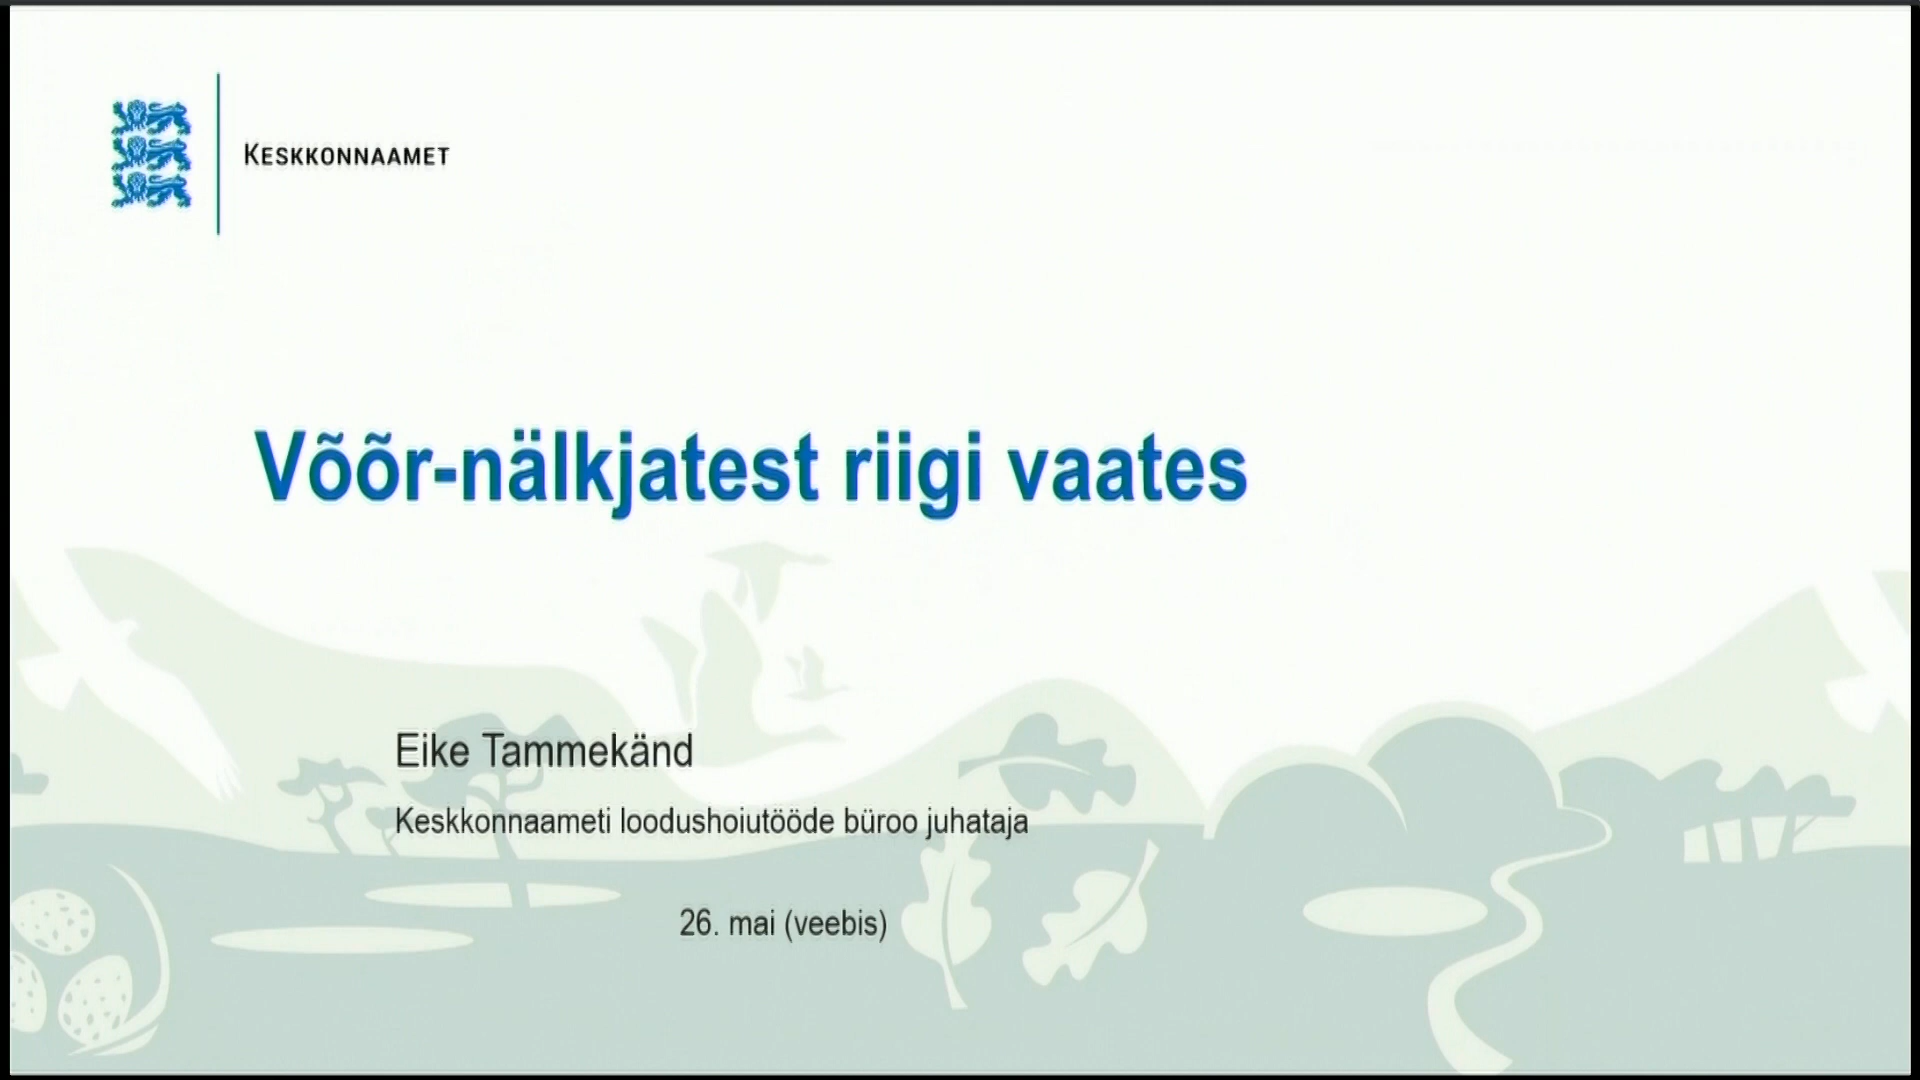 KESKKONNAAMET
Võõr-nälkjatest riigi vaates
Eike Tammekänd
Keskkonnaameti loodushoiutööde büroo juhataja
26. mai (veebis)